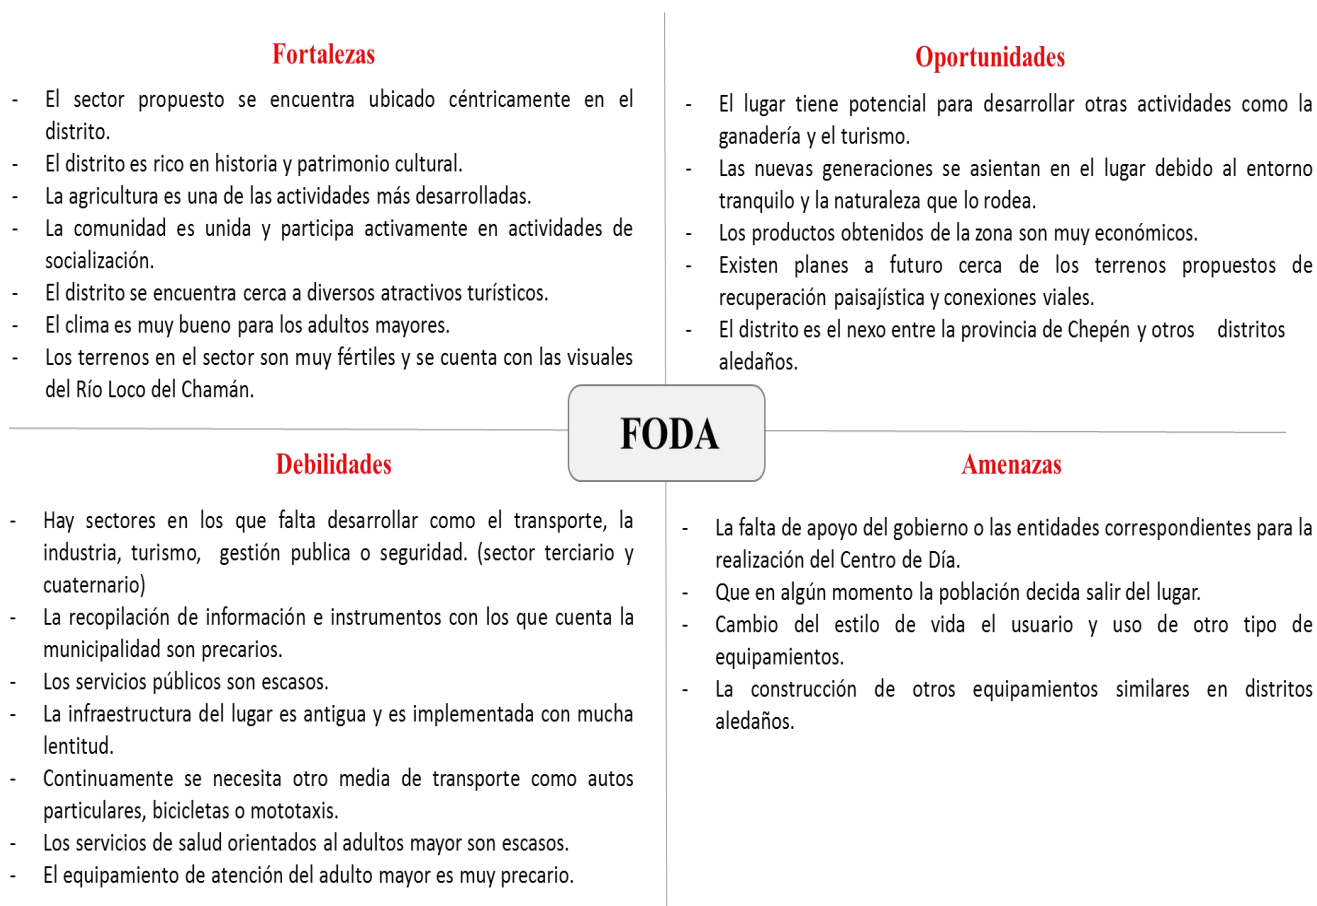 Fortalezas
- El sector propuesto se encuentra ubicado céntricamente en el
distrito.
- El distrito es rico en historia y patrimonio cultural.
- La agricultura es una de las actividades más desarrolladas.
- La comunidad es unida y participa activamente en actividades de
socialización.
- El distrito se encuentra cerca a diversos atractivos turísticos.
- El clima es muy bueno para los adultos mayores.
- Los terrenos en el sector son muy fértiles y se cuenta con las visuales
del Río Loco del Chamán.
Oportunidades
- El lugar tiene potencial para desarrollar otras actividades como la
ganadería y el turismo.
- Las nuevas generaciones se asientan en el lugar debido al entorno
tranquilo y la naturaleza que lo rodea.
- Los productos obtenidos de la zona son muy económicos.
- Existen planes a futuro cerca de los terrenos propuestos de
recuperación paisajística y conexiones viales.
- El distrito es el nexo entre la provincia de Chepén y otros distritos
aledaños.
FODA
Debilidades
- Hay sectores en los que falta desarrollar como el transporte, la
industria, turismo, gestión publica o seguridad. (sector terciario y
cuaternario)
- La recopilación de información e instrumentos con los que cuenta la
municipalidad son precarios.
- Los servicios públicos son escasos.
- La infraestructura del lugar es antigua y es implementada con mucha
lentitud.
- Continuamente se necesita otro media de transporte como autos
particulares, bicicletas o mototaxis.
- Los servicios de salud orientados al adultos mayor son escasos.
- El equipamiento de atención del adulto mayor es muy precario.
Amenazas
- La falta de apoyo del gobierno o las entidades correspondientes para la
realización del Centro de Día.
- Que en algún momento la población decida salir del lugar.
- Cambio del estilo de vida el usuario y uso de otro tipo de
equipamientos.
- La construcción de otros equipamientos similares en distritos
aledaños.